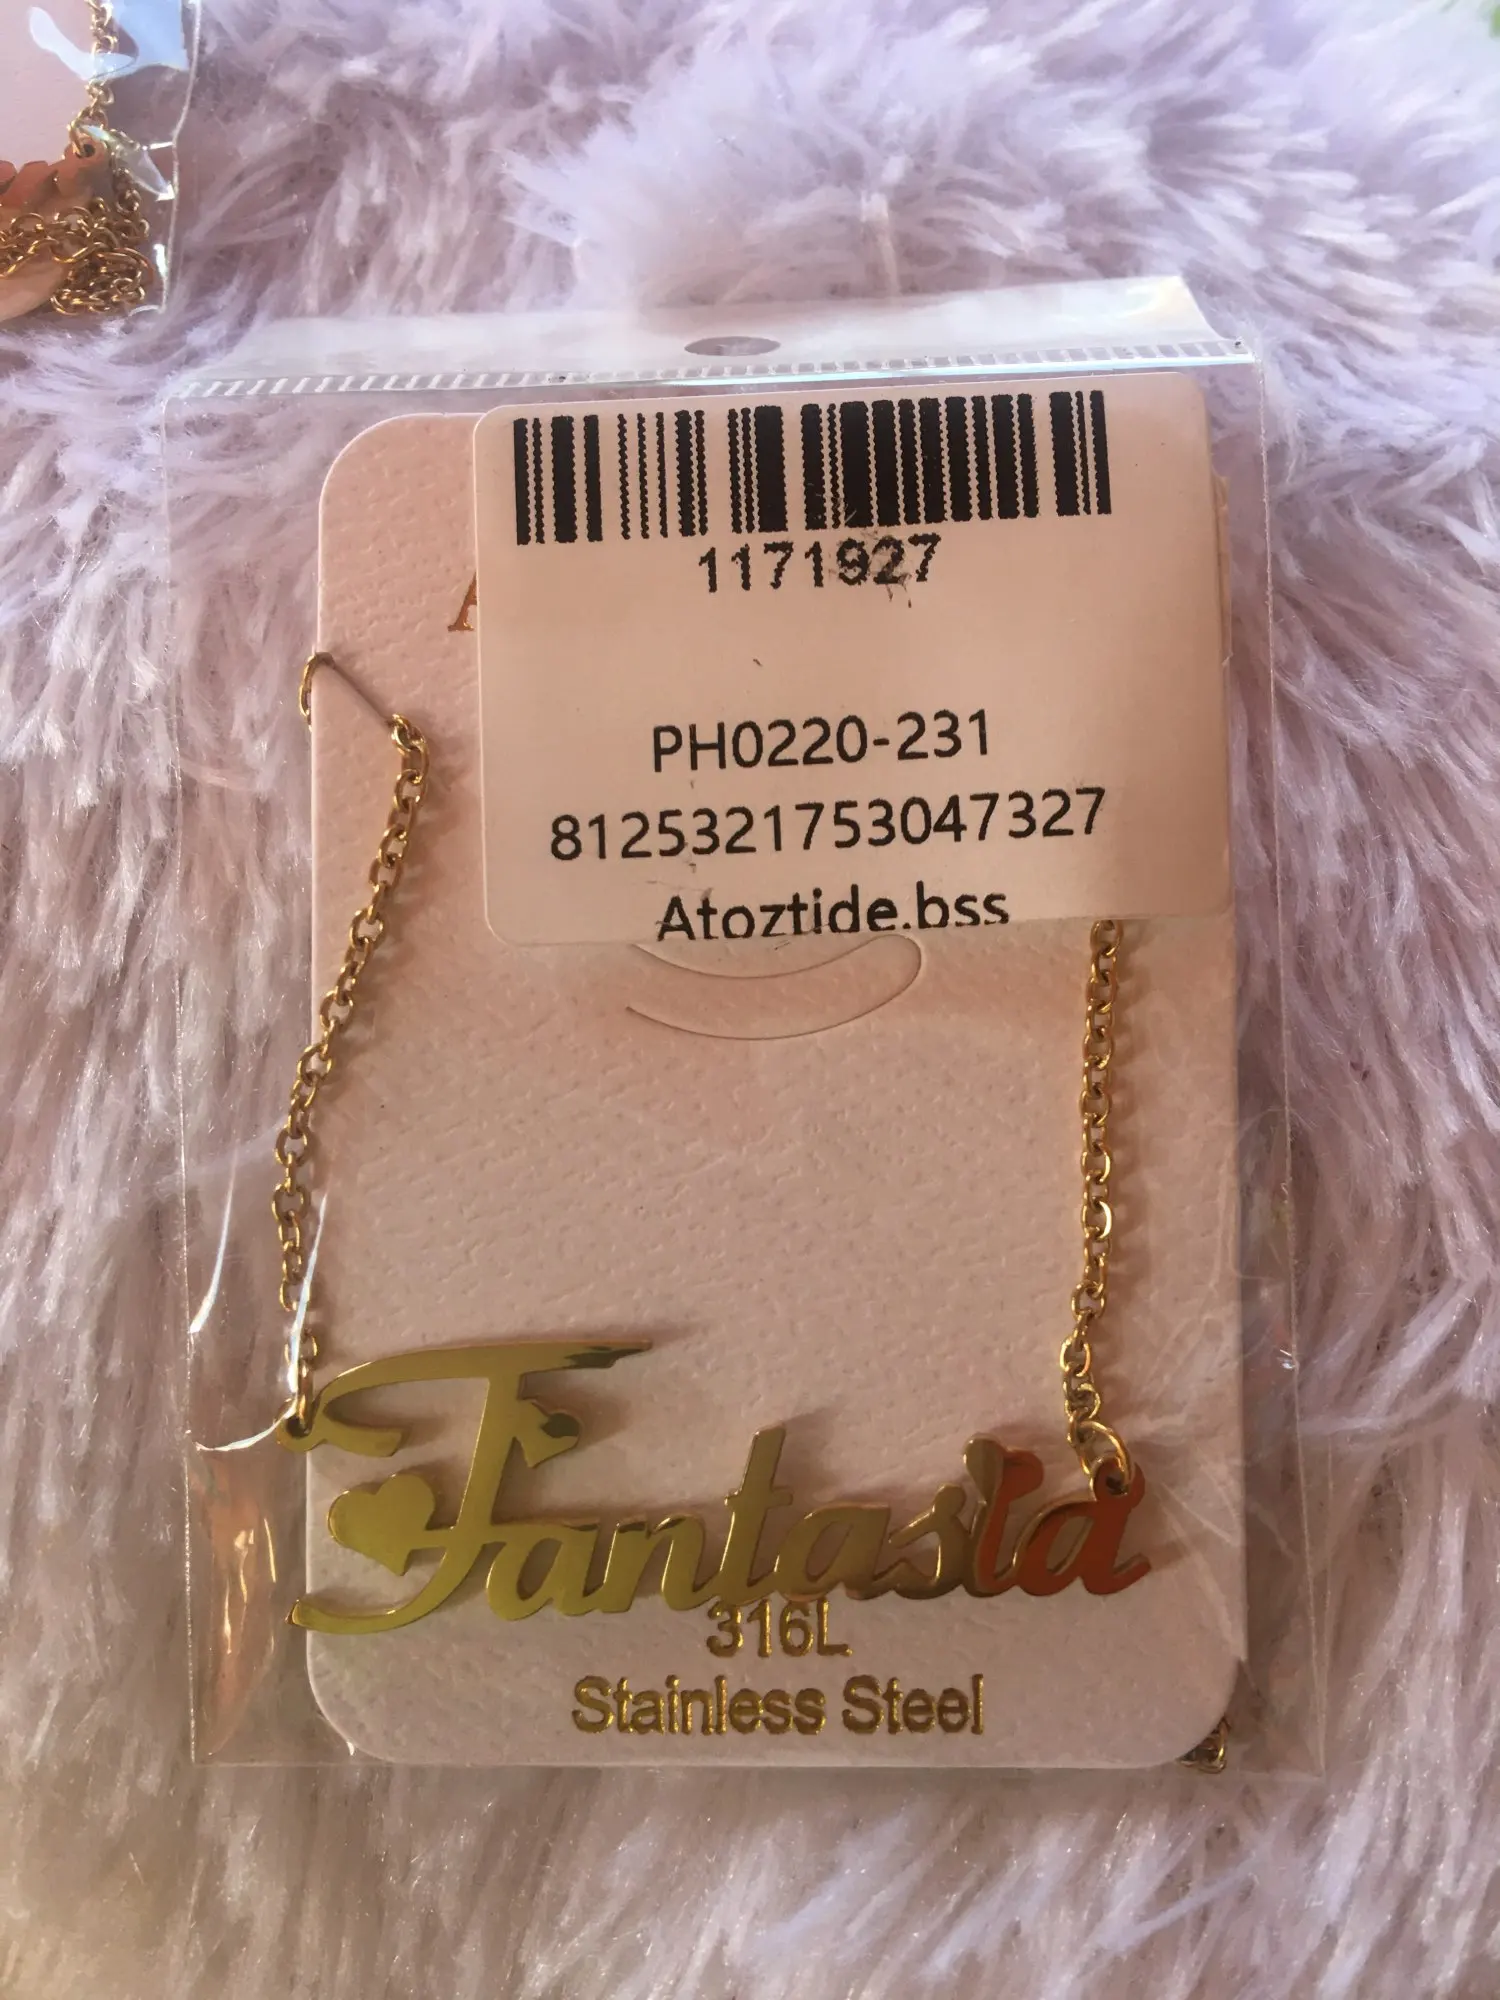 1171927
PH0220-231
8125321753047327
Atoztide.bss
Fantasia
316L
Stainless Steel